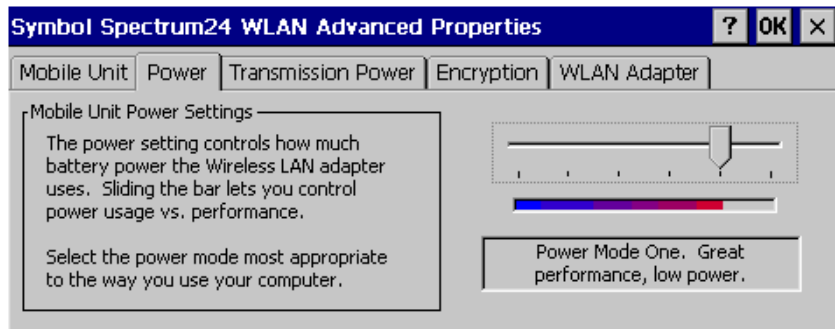 Symbol Spectrum24 WLAN Advanced Properties ? OK ×
Mobile Unit Power Transmission Power Encryption WLAN Adapter
Mobile Unit Power Settings
The power setting controls how much
battery power the Wireless LAN adapter
uses. Sliding the bar lets you control
power usage vs. performance.
Select the power mode most appropriate
to the way you use your computer.
Power Mode One. Great
performance, low power.